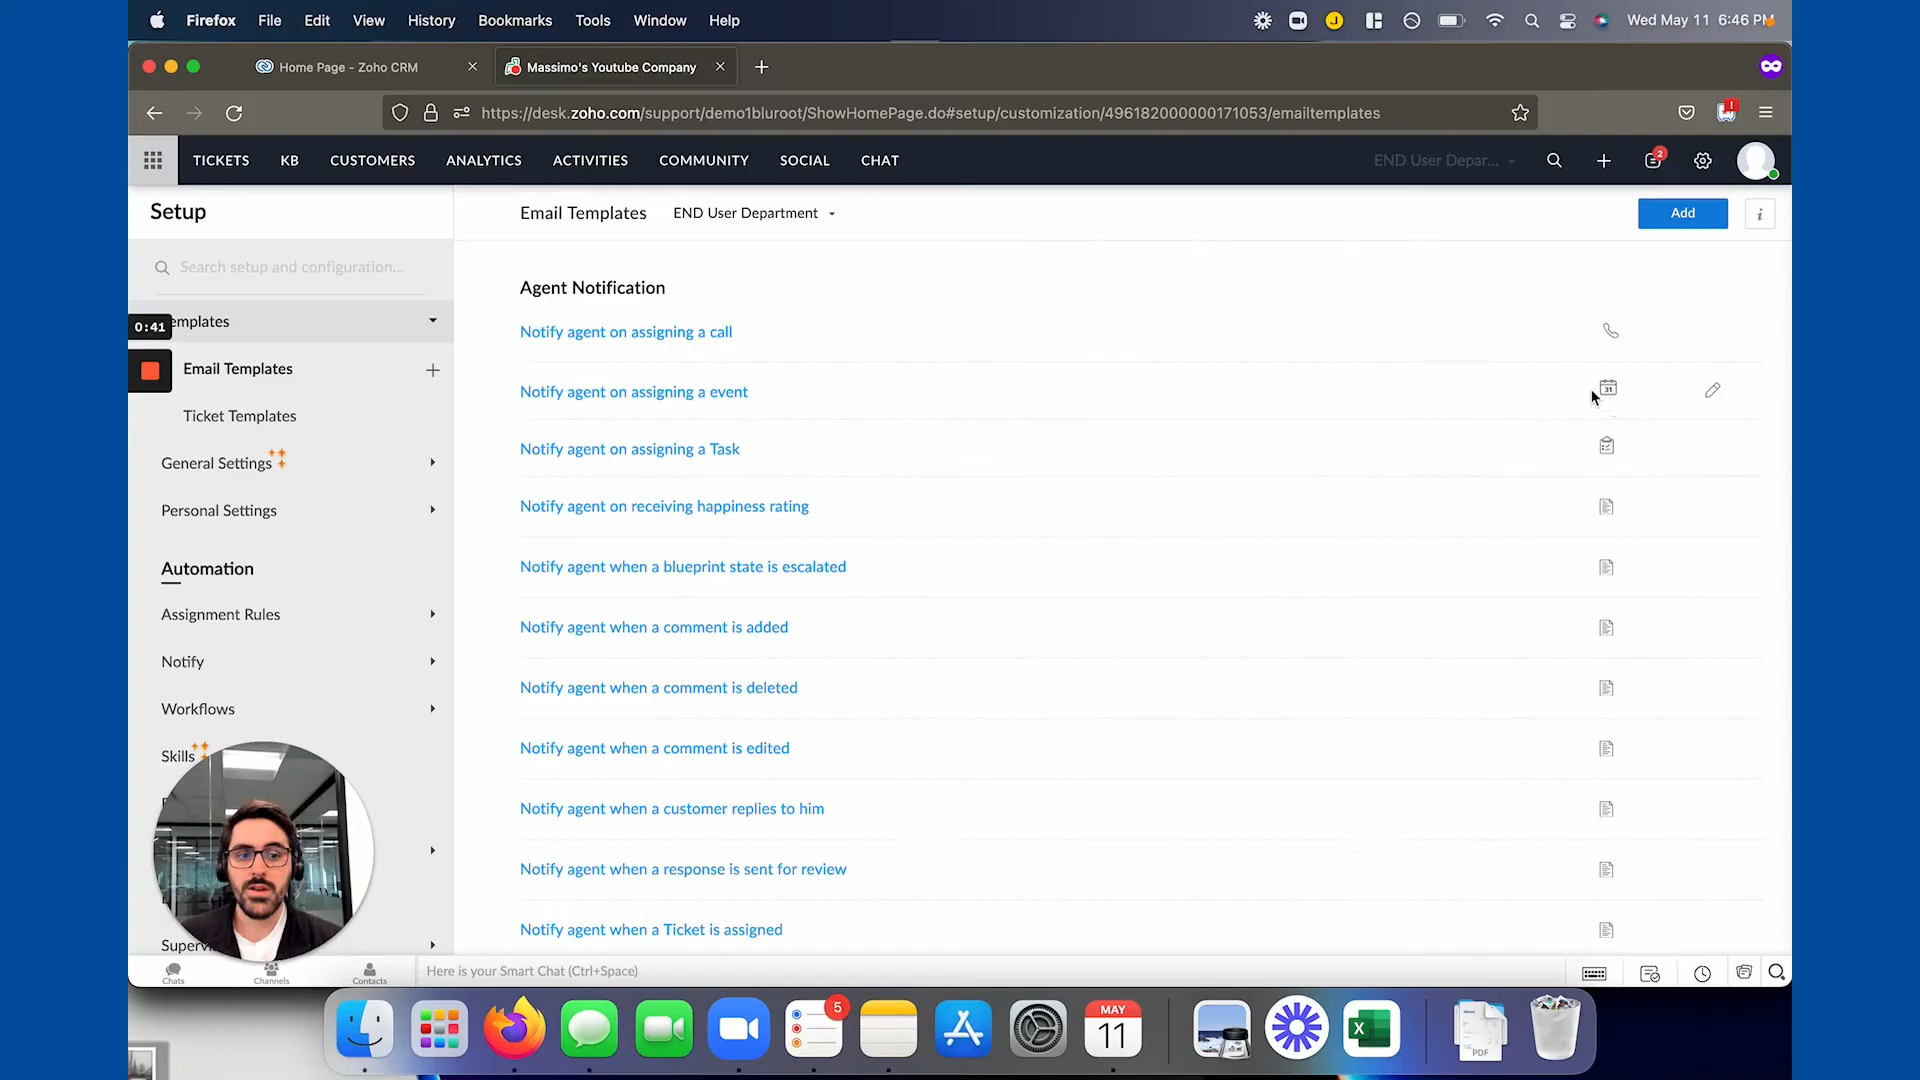 Firefox File Edit View History Bookmarks Tools Window Help
J
Wed May 11 6:46 PM
Home Page - Zoho CRM
Massimo's Youtube Company
https://desk.zoho.com/support/demo1bluroot/ShowHomePage.do#setup/customization/496182000000171053/emailtemplates
!
TICKETS KB CUSTOMERS ANALYTICS ACTIVITIES COMMUNITY SOCIAL CHAT
END User Depar...
2
Setup
Email Templates
END User Department
Add
i
Search setup and configuration...
Agent Notification
emplates
0:41
Notify agent on assigning a call
Email Templates
Notify agent on assigning a event
31
Ticket Templates
Notify agent on assigning a Task
General Settings
Personal Settings
Notify agent on receiving happiness rating
Automation
Notify agent when a blueprint state is escalated
Assignment Rules
Notify agent when a comment is added
Notify
Notify agent when a comment is deleted
Workflows
Notify agent when a comment is edited
Skills
Notify agent when a customer replies to him
Notify agent when a response is sent for review
Notify agent when a Ticket is assigned
Superv
Chats
Channels
Contacts
Here is your Smart Chat (Ctrl+Space)
5
MAY
11
X
PDF